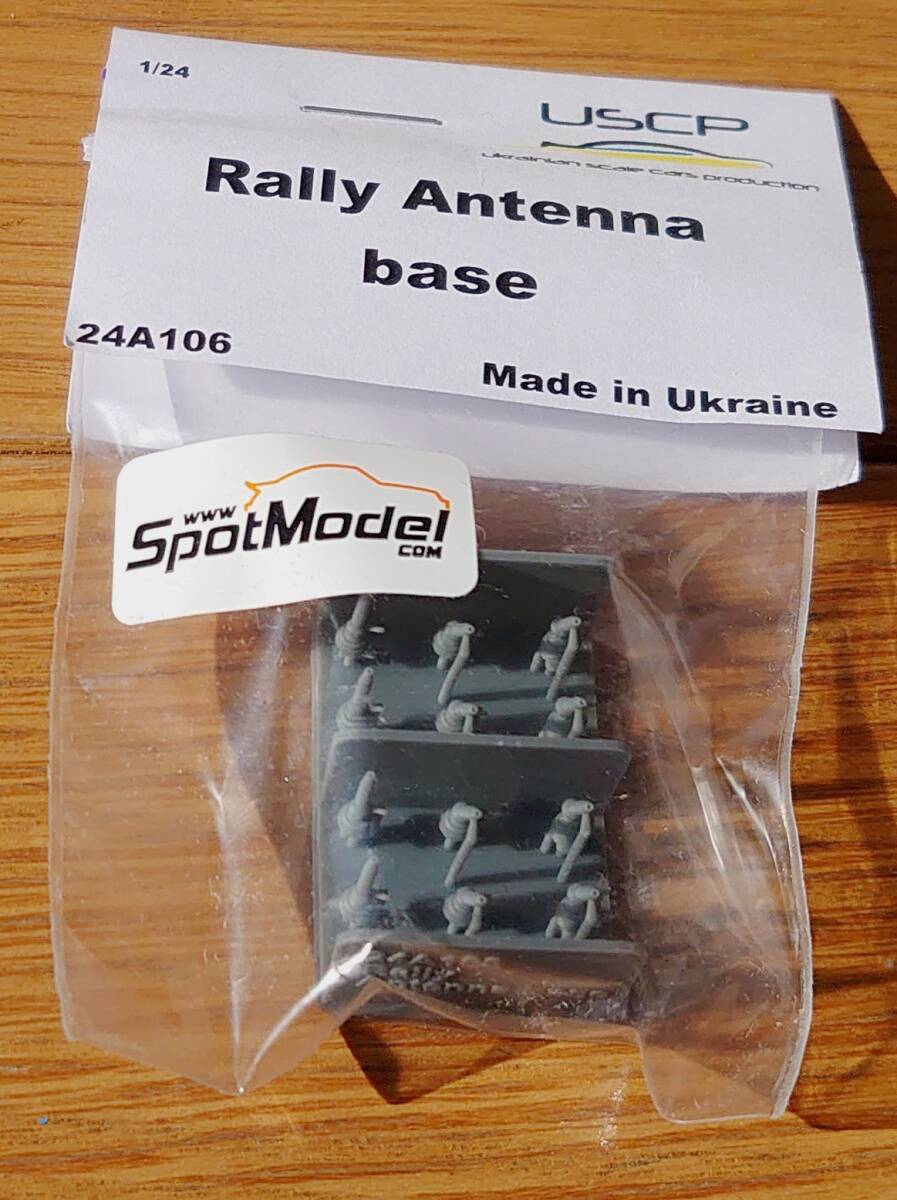 1/24
USCP
ukrainian scale cars production
Rally Antenna
base
24A106
Made in Ukraine
www
SpotModel
COM